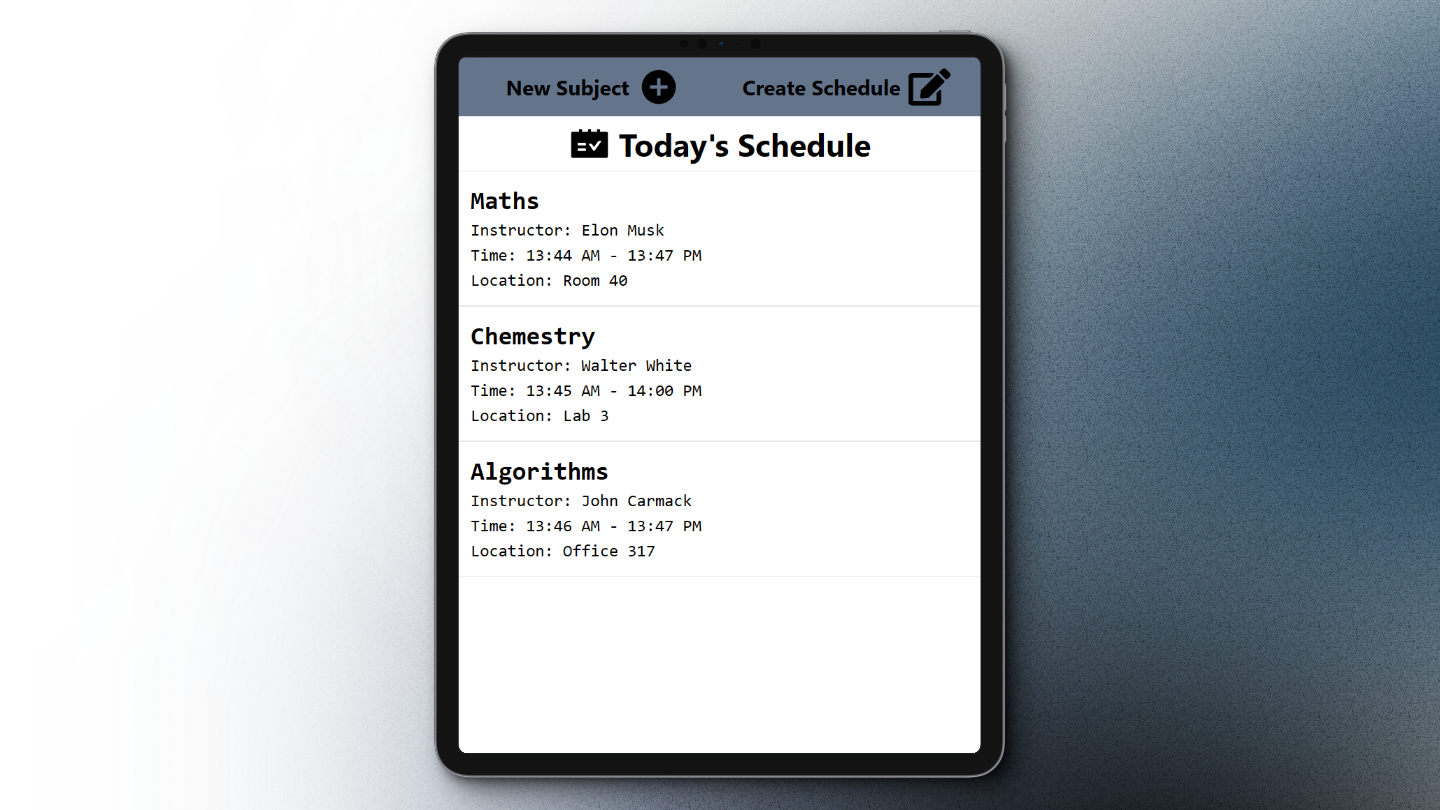 New Subject
Create Schedule
Today's Schedule
Maths
Instructor: Elon Musk
Time: 13:44 AM - 13:47 PM
Location: Room 40
Chemestry
Instructor: Walter White
Time: 13:45 AM - 14:00 PM
Location: Lab 3
Algorithms
Instructor: John Carmack
Time: 13:46 AM - 13:47 PM
Location: Office 317